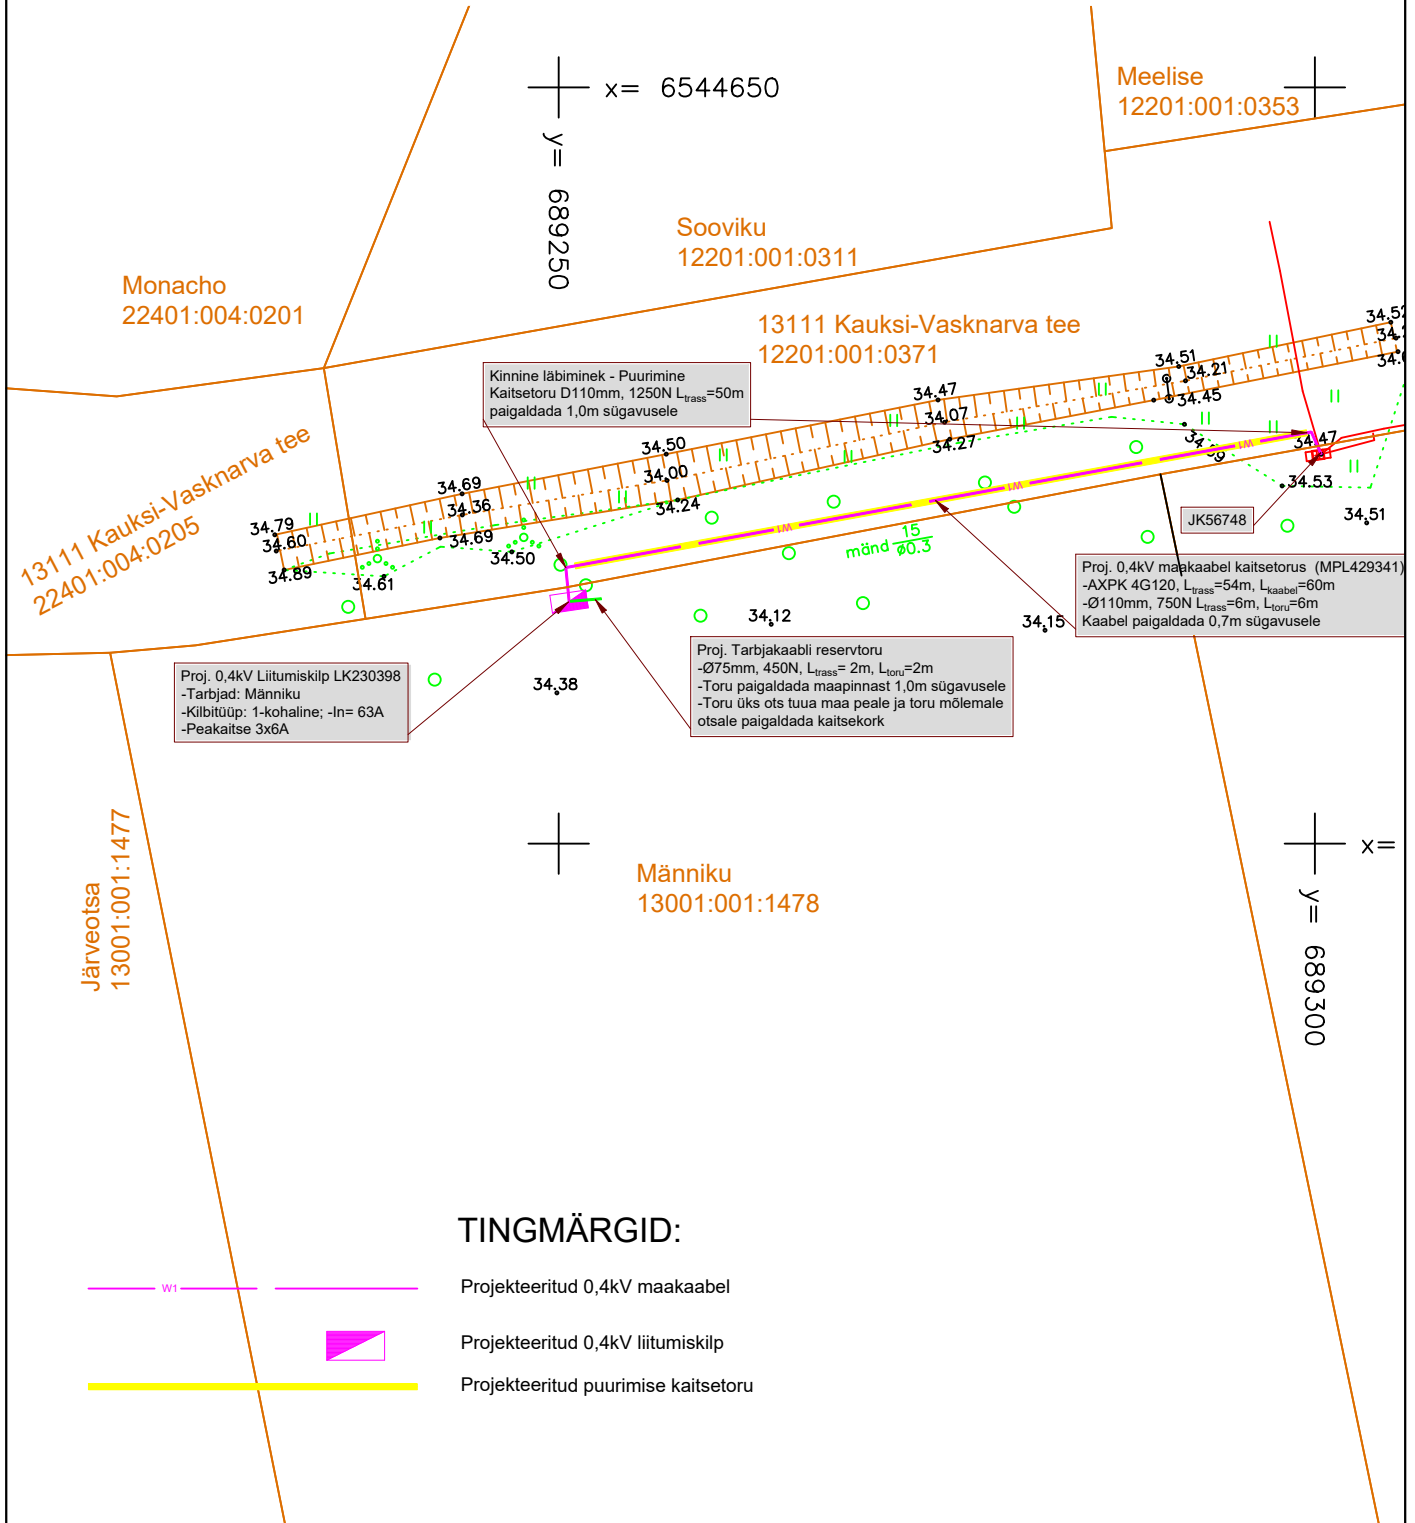 x= 6544650
y= 689250
Meelise
12201:001:0353
Sooviku
12201:001:0311
Monacho
22401:004:0201
13111 Kauksi-Vasknarva tee
12201:001:0371
13111 Kauksi-Vasknarva tee
22401:004:0205
Kinnine läbiminek - Puurimine
Kaitsetoru D110mm, 1250N Ltrass=50m
paigaldada 1,0m sügavusele
34.52
34.51
34.21
34.45
34.47
34.07
34.27
34.50
34.00
34.24
34.69
34.36
34.69
34.79
34.60
34.89
34.61
34.50
34.47
34.53
34.51
34.12
34.15
34.38
W1
W1
W1
mänd 15
ø0.3
JK56748
Proj. 0,4kV maakaabel kaitsetorus (MPL429341)
-AXPK 4G120, Ltrass=54m, Lkaabel=60m
-Ø110mm, 750N Ltrass=6m, Ltoru=6m
Kaabel paigaldada 0,7m sügavusele
Proj. Tarbjakaabli reservtoru
-Ø75mm, 450N, Ltrass= 2m, Ltoru=2m
-Toru paigaldada maapinnast 1,0m sügavusele
-Toru üks ots tuua maa peale ja toru mõlemale
otsale paigaldada kaitsekork
Proj. 0,4kV Liitumiskilp LK230398
-Tarbjad: Männiku
-Kilbitüüp: 1-kohaline; -In= 63A
-Peakaitse 3x6A
Järveotsa
13001:001:1477
Männiku
13001:001:1478
x=
y= 689300
TINGMÄRGID:
W1
Projekteeritud 0,4kV maakaabel
Projekteeritud 0,4kV liitumiskilp
Projekteeritud puurimise kaitsetoru